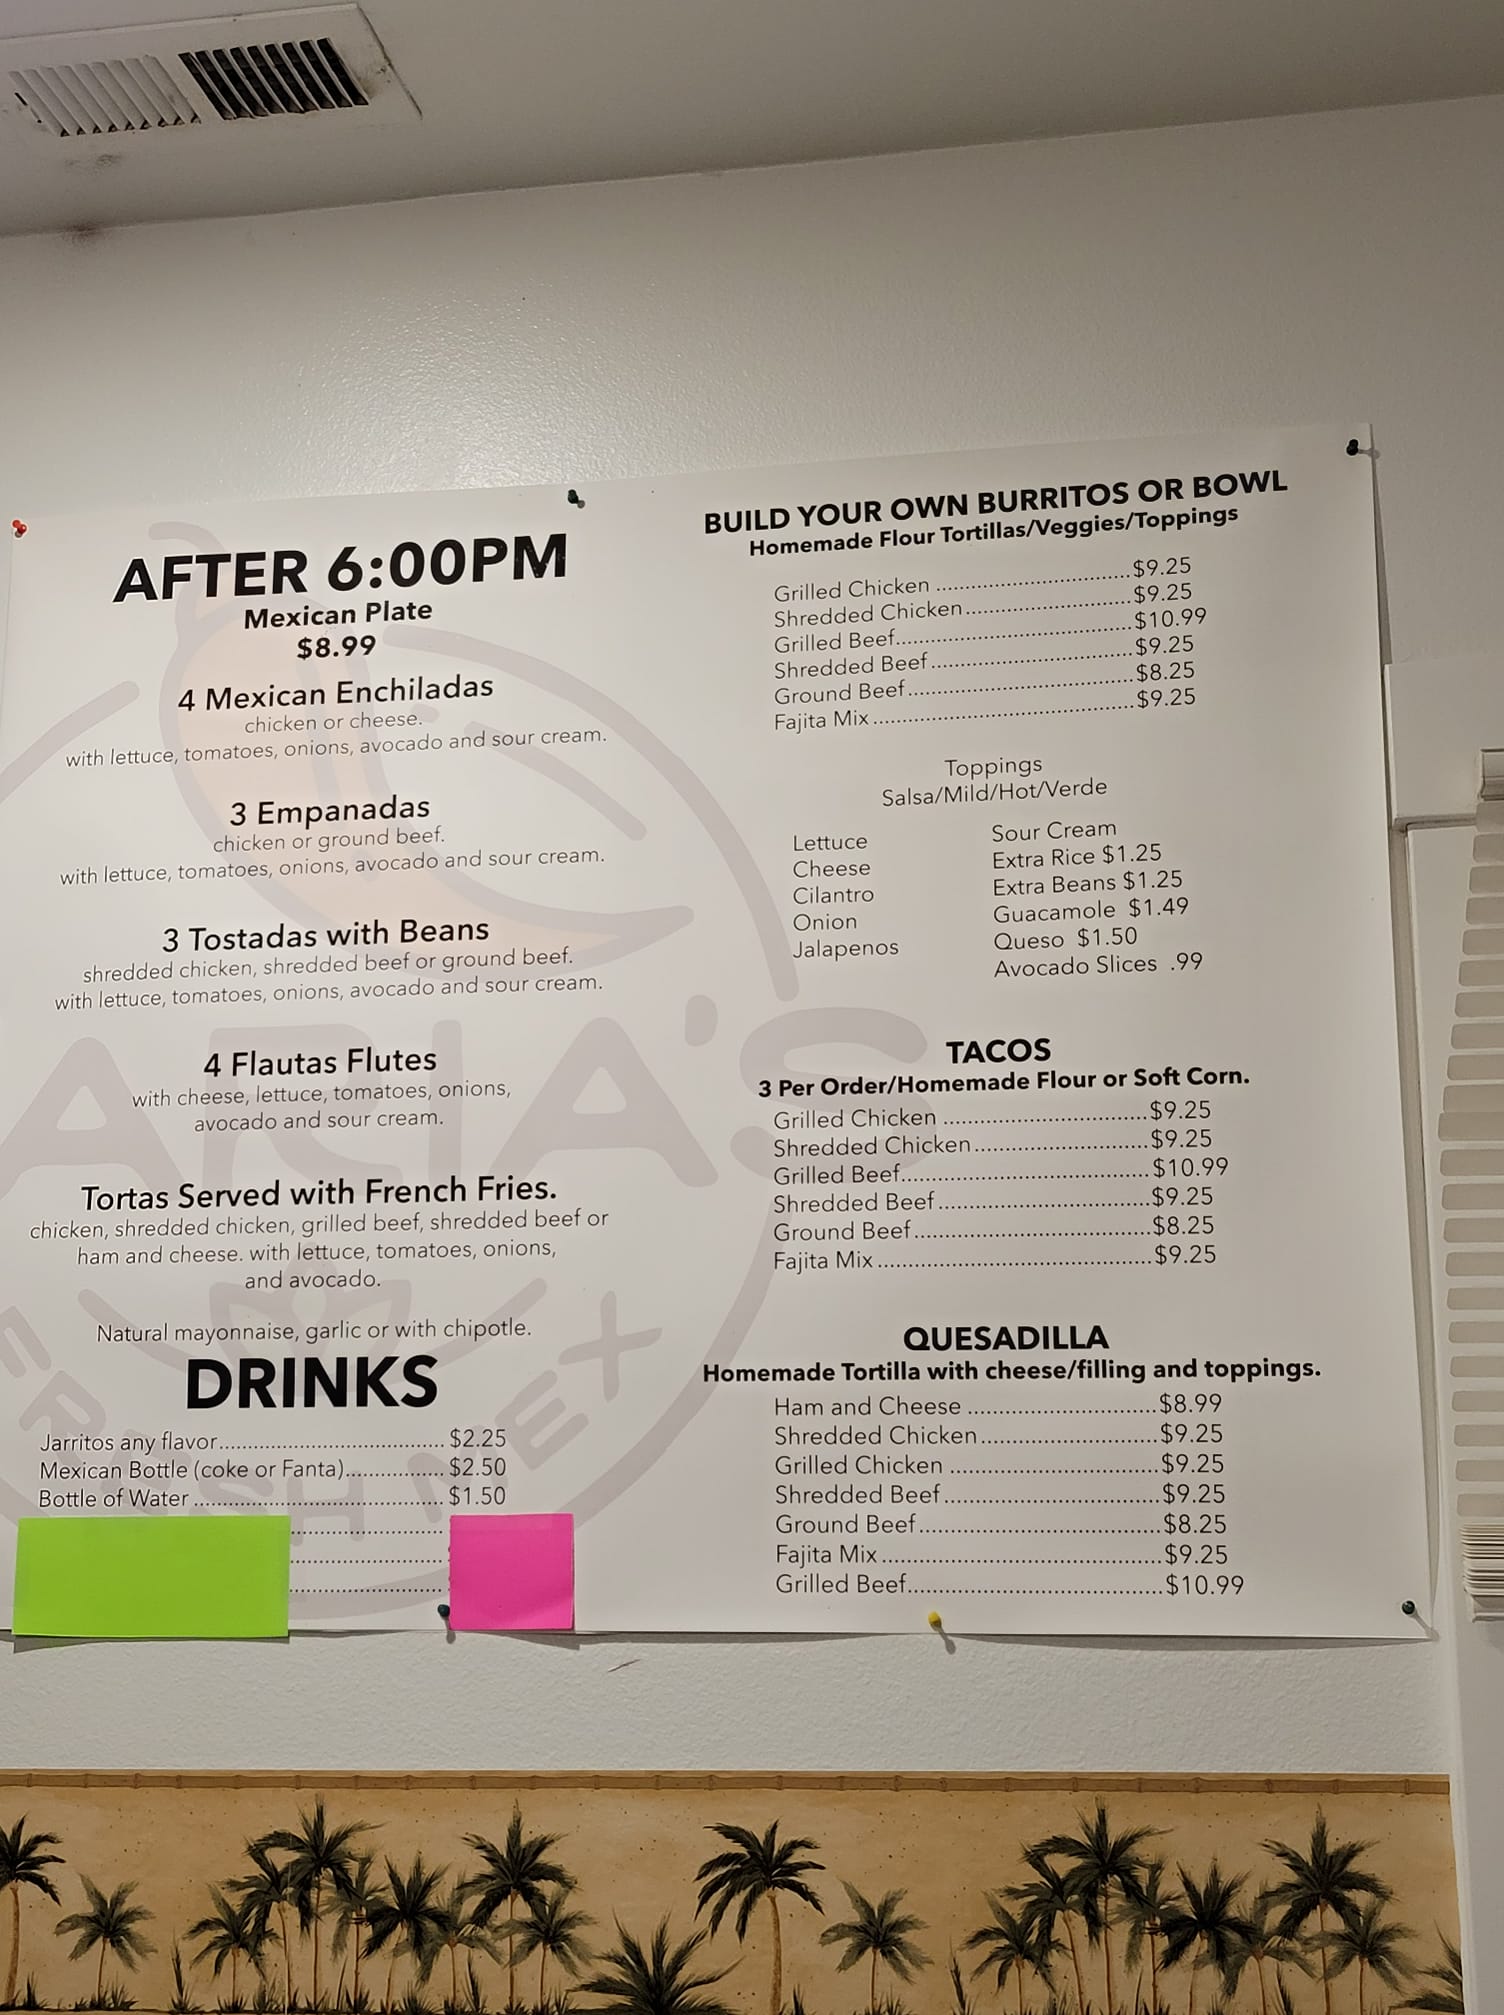 AFTER 6:00PM
Mexican Plate
$8.99
4 Mexican Enchiladas
chicken or cheese.
with lettuce, tomatoes, onions, avocado and sour cream.
3 Empanadas
chicken or ground beef.
with lettuce, tomatoes, onions, avocado and sour cream.
3 Tostadas with Beans
shredded chicken, shredded beef or ground beef.
with lettuce, tomatoes, onions, avocado and sour cream.
4 Flautas Flutes
with cheese, lettuce, tomatoes, onions,
avocado and sour cream.
Tortas Served with French Fries.
chicken, shredded chicken, grilled beef, shredded beef or
ham and cheese. with lettuce, tomatoes, onions,
and avocado.
Natural mayonnaise, garlic or with chipotle.
DRINKS
Jarritos any flavor.......................................... $2.25
Mexican Bottle (coke or Fanta)................. $2.50
Bottle of Water ............................................ $1.50
BUILD YOUR OWN BURRITOS OR BOWL
Homemade Flour Tortillas/Veggies/Toppings
Grilled Chicken ...............................$9.25
Shredded Chicken..........................$9.25
Grilled Beef.....................................$10.99
Shredded Beef................................$9.25
Ground Beef...................................$8.25
Fajita Mix ........................................$9.25
Toppings
Salsa/Mild/Hot/Verde
Lettuce
Cheese
Cilantro
Onion
Jalapenos
Sour Cream
Extra Rice $1.25
Extra Beans $1.25
Guacamole $1.49
Queso $1.50
Avocado Slices .99
TACOS
3 Per Order/Homemade Flour or Soft Corn.
Grilled Chicken ...............................$9.25
Shredded Chicken..........................$9.25
Grilled Beef.....................................$10.99
Shredded Beef................................$9.25
Ground Beef...................................$8.25
Fajita Mix ........................................$9.25
QUESADILLA
Homemade Tortilla with cheese/filling and toppings.
Ham and Cheese ............................$8.99
Shredded Chicken..........................$9.25
Grilled Chicken ...............................$9.25
Shredded Beef................................$9.25
Ground Beef...................................$8.25
Fajita Mix ........................................$9.25
Grilled Beef.....................................$10.99
ARIA'S
FRESH MEX